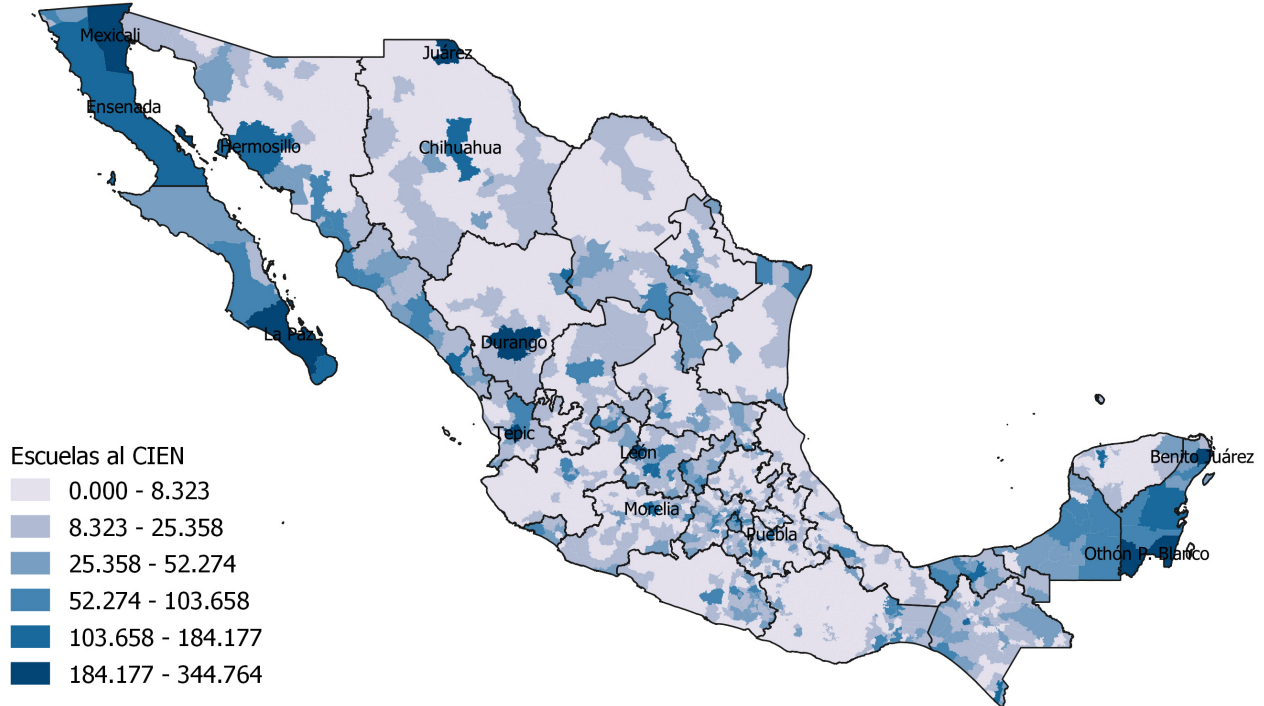 Mexicali
Juárez
Ensenada
Hermosillo
Chihuahua
La Paz
Durango
Tepic
León
Benito Juárez
Morelia
Puebla
Othón P. Blanco
Escuelas al CIEN
0.000 - 8.323
8.323 - 25.358
25.358 - 52.274
52.274 - 103.658
103.658 - 184.177
184.177 - 344.764